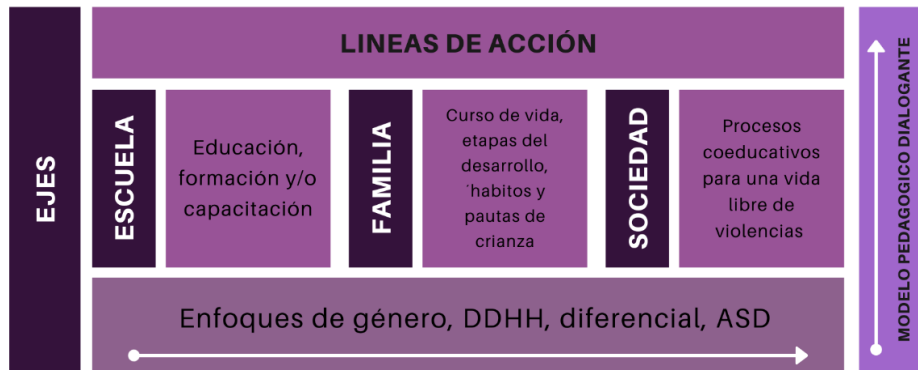 LINEAS DE ACCIÓN
EJES
ESCUELA
Educación,
formación y/o
capacitación
FAMILIA
Curso de vida,
etapas del
desarrollo,
´habitos y
pautas de
crianza
SOCIEDAD
Procesos
coeducativos
para una vida
libre de
violencias
Enfoques de género, DDHH, diferencial, ASD
MODELO PEDAGOGICO DIALOGANTE